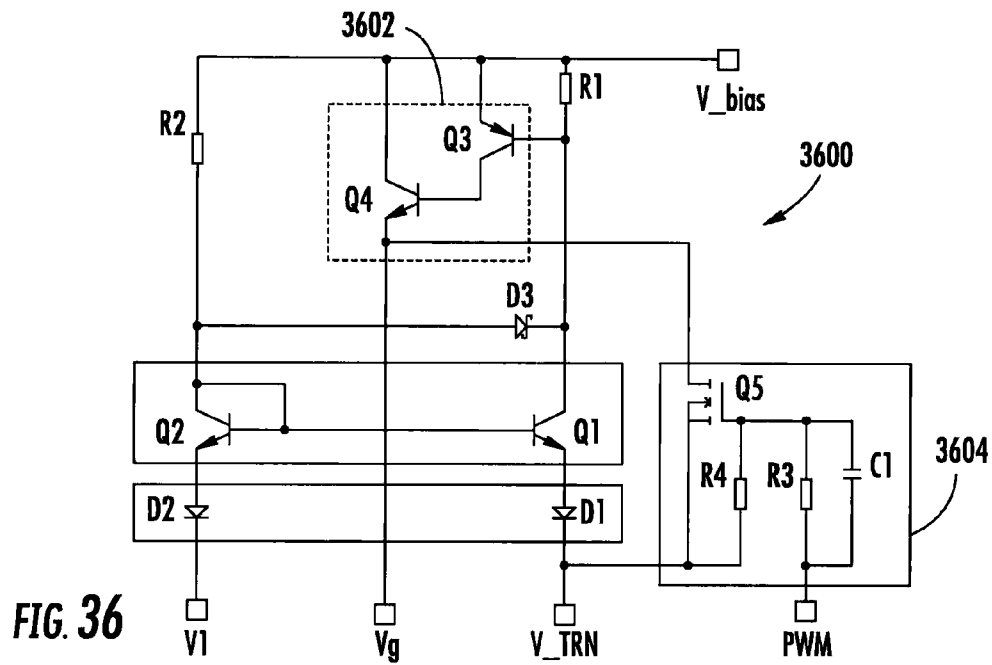 3602
R1
V_bias
R2
Q3
3600
Q4
D3
Q5
Q2
Q1
3604
R4
R3
C1
D2
D1
FIG. 36
V1
Vg
V_TRN
PWM